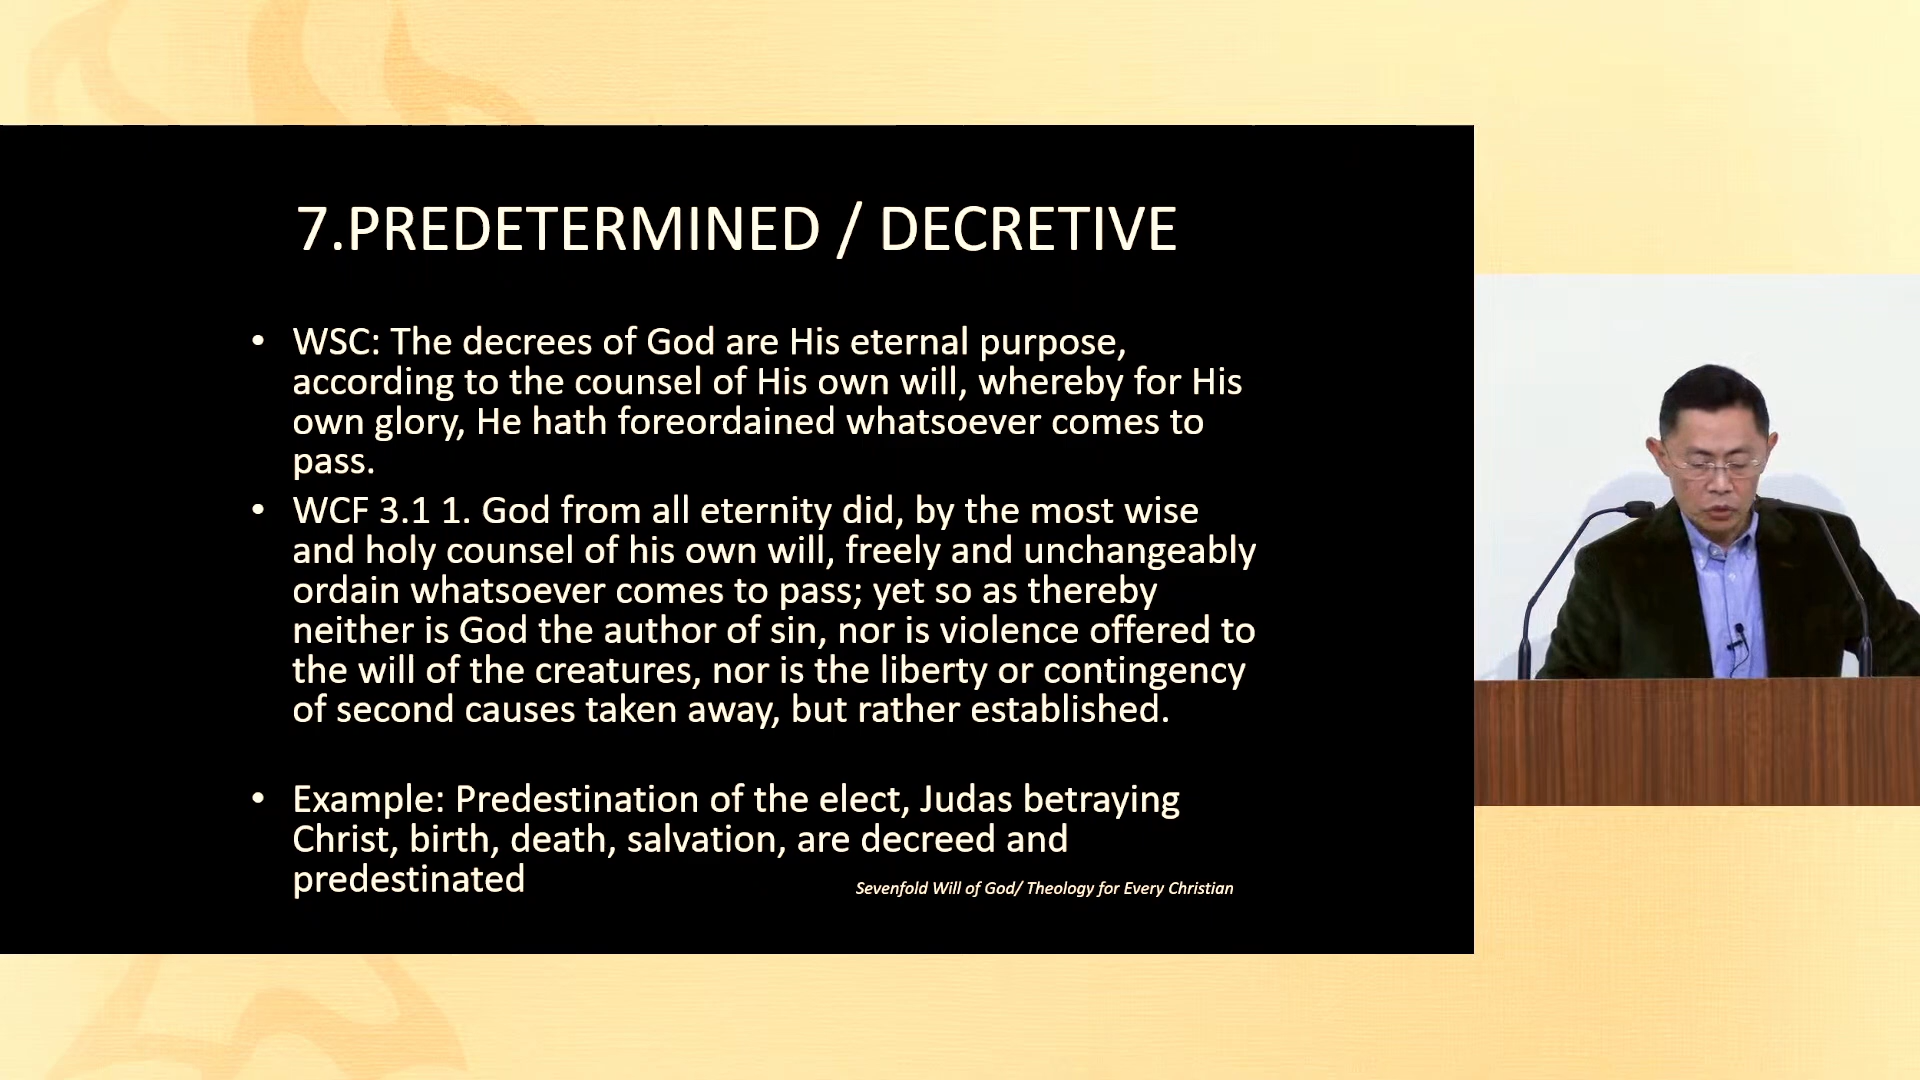 7.PREDETERMINED / DECRETIVE
• WSC: The decrees of God are His eternal purpose,
according to the counsel of His own will, whereby for His
own glory, He hath foreordained whatsoever comes to
pass.
• WCF 3.1 1. God from all eternity did, by the most wise
and holy counsel of his own will, freely and unchangeably
ordain whatsoever comes to pass; yet so as thereby
neither is God the author of sin, nor is violence offered to
the will of the creatures, nor is the liberty or contingency
of second causes taken away, but rather established.
• Example: Predestination of the elect, Judas betraying
Christ, birth, death, salvation, are decreed and
predestinated
Sevenfold Will of God/ Theology for Every Christian